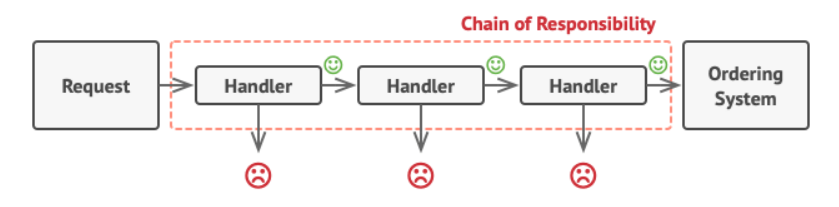 Chain of Responsibility
Request
Handler
Handler
Handler
Ordering
System